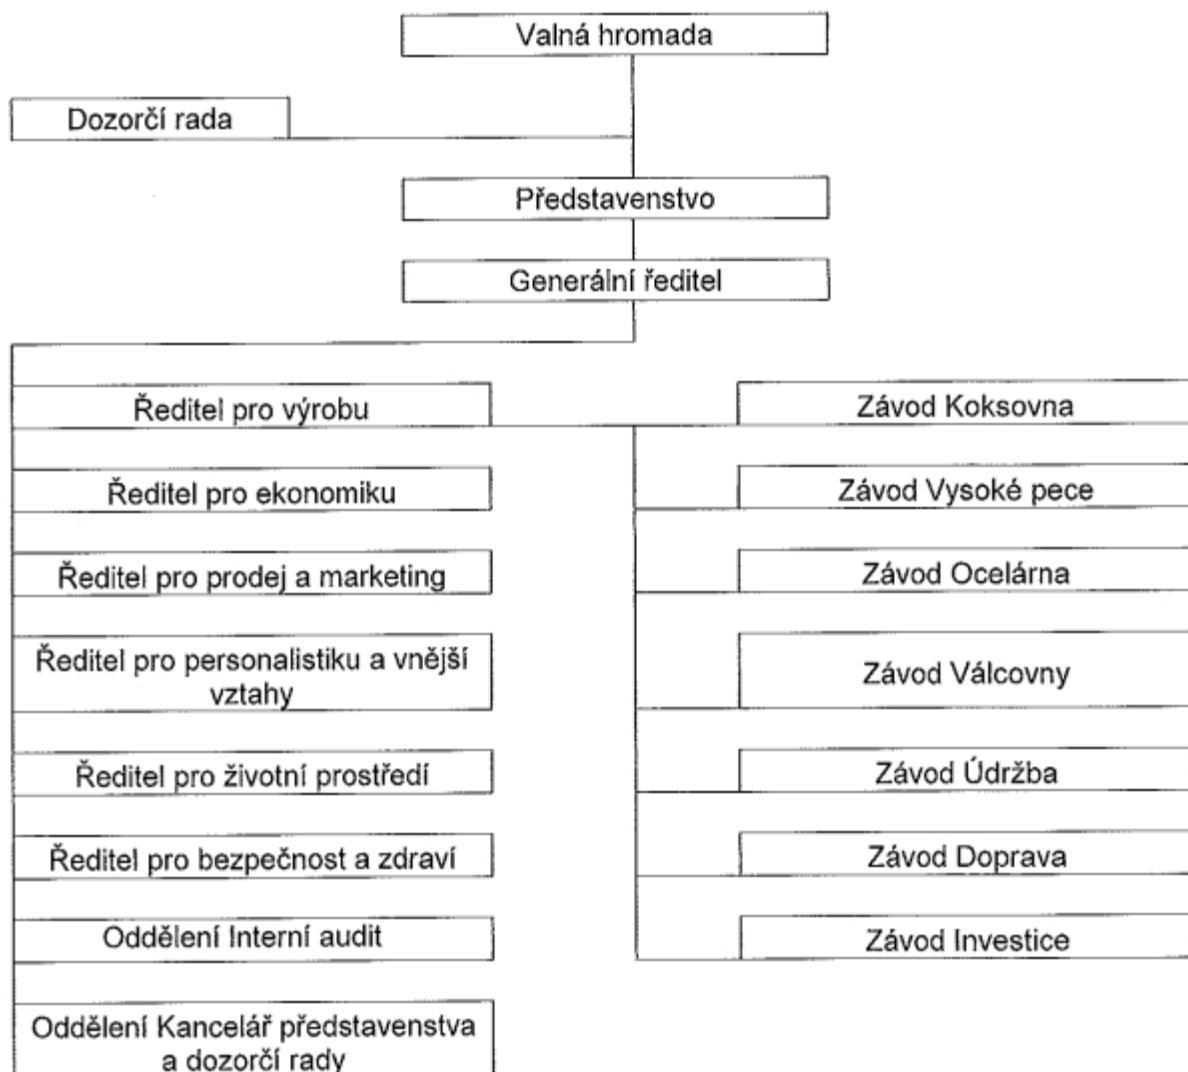 Valná hromada
Dozorčí rada
Představenstvo
Generální ředitel
Ředitel pro výrobu
Ředitel pro ekonomiku
Ředitel pro prodej a marketing
Ředitel pro personalistiku a vnější
vztahy
Ředitel pro životní prostředí
Ředitel pro bezpečnost a zdraví
Oddělení Interní audit
Oddělení Kancelář představenstva
a dozorčí rady
Závod Koksovna
Závod Vysoké pece
Závod Ocelárna
Závod Válcovny
Závod Údržba
Závod Doprava
Závod Investice